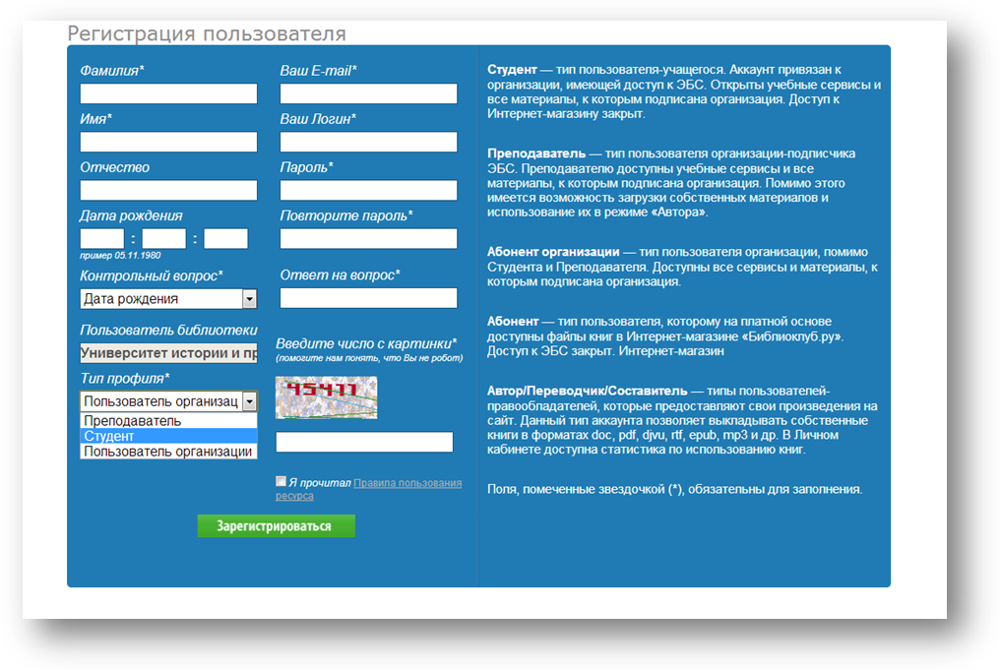 Регистрация пользователя
Фамилия*
Имя*
Отчество
Дата рождения
: :
пример 05.11.1980
Контрольный вопрос*
Дата рождения
Пользователь библиотеки
Университет истории и пр
Тип профиля*
Пользователь организац
Преподаватель
Студент
Пользователь организации
Ваш E-mail*
Ваш Логин*
Пароль*
Повторите пароль*
Ответ на вопрос*
Введите число с картинки*
(помогите нам понять, что Вы не робот)
95411
Я прочитал Правила пользования
ресурса
Зарегистрироваться
Студент — тип пользователя-учащегося. Аккаунт привязан к
организации, имеющей доступ к ЭБС. Открыты учебные сервисы и
все материалы, к которым подписана организация. Доступ к
Интернет-магазину закрыт.
Преподаватель — тип пользователя организации-подписчика
ЭБС. Преподавателю доступны учебные сервисы и все
материалы, к которым подписана организация. Помимо этого
имеется возможность загрузки собственных материалов и
использование их в режиме «Автора».
Абонент организации — тип пользователя организации, помимо
Студента и Преподавателя. Доступны все сервисы и материалы, к
которым подписана организация.
Абонент — тип пользователя, которому на платной основе
доступны файлы книг в Интернет-магазине «Библиоклуб.ру».
Доступ к ЭБС закрыт. Интернет-магазин
Автор/Переводчик/Составитель — типы пользователей-
правообладателей, которые предоставляют свои произведения на
сайт. Данный тип аккаунта позволяет выкладывать собственные
книги в форматах doc, pdf, djvu, rtf, epub, mp3 и др. В Личном
кабинете доступна статистика по использованию книг.
Поля, помеченные звездочкой (*), обязательны для заполнения.